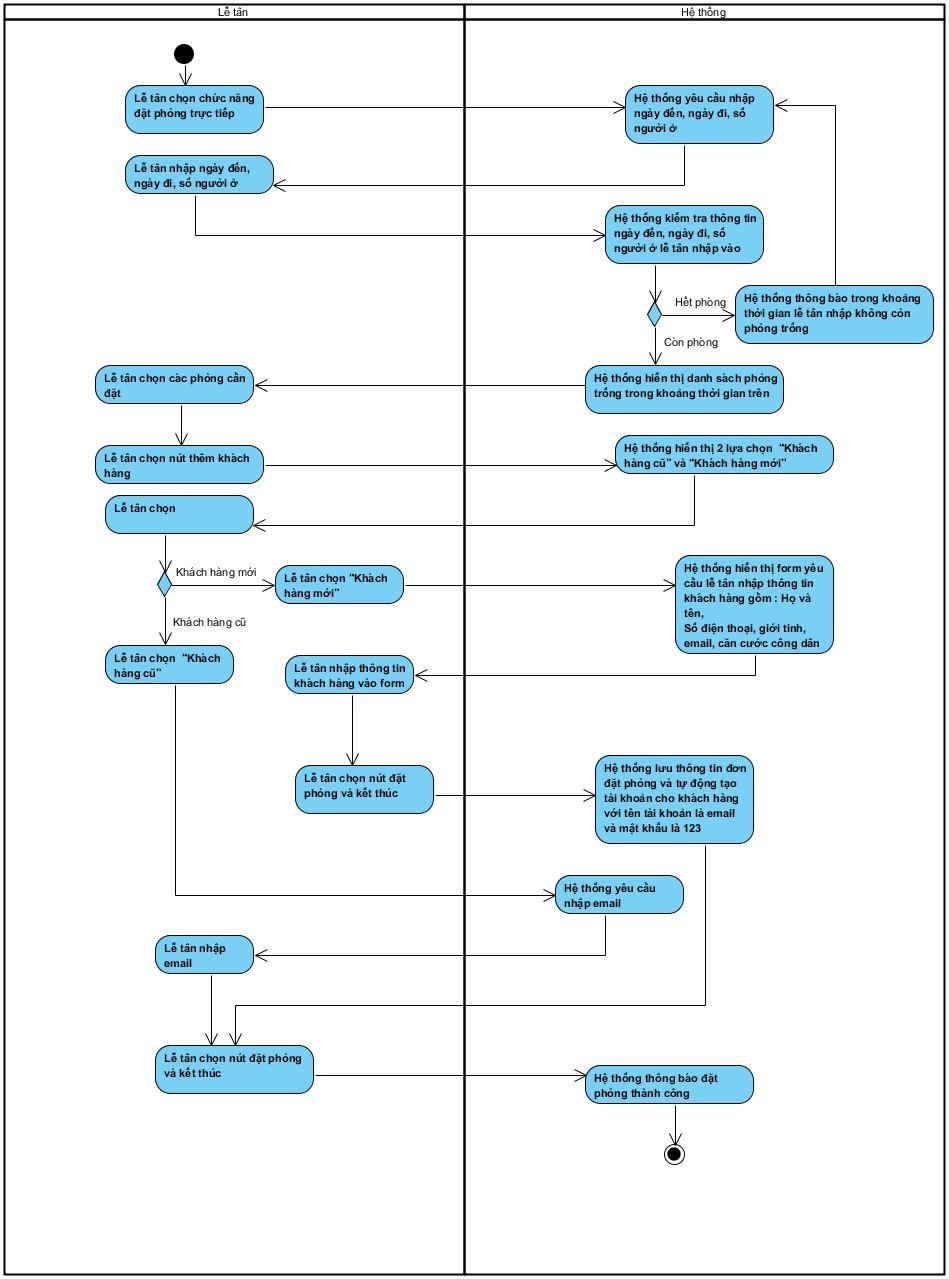 Lễ tân
Hệ thống
Lễ tân chọn chức năng
đặt phòng trực tiếp
Hệ thống yêu cầu nhập
ngày đến, ngày đi, số
người ở
Lễ tân nhập ngày đến,
ngày đi, số người ở
Hệ thống kiểm tra thông tin
ngày đến, ngày đi, số
người ở lễ tân nhập vào
Hết phòng
Hệ thống thông báo trong khoảng
thời gian lễ tân nhập không còn
phòng trống
Còn phòng
Lễ tân chọn các phòng cần
đặt
Hệ thống hiển thị danh sách phòng
trống trong khoảng thời gian trên
Lễ tân chọn nút thêm khách
hàng
Hệ thống hiển thị 2 lựa chọn "Khách
hàng cũ" và "Khách hàng mới"
Lễ tân chọn
Khách hàng mới
Lễ tân chọn "Khách
hàng mới"
Hệ thống hiển thị form yêu
cầu lễ tân nhập thông tin
khách hàng gồm : Họ và
tên,
Số điện thoại, giới tính,
email, căn cước công dân
Khách hàng cũ
Lễ tân chọn "Khách
hàng cũ"
Lễ tân nhập thông tin
khách hàng vào form
Lễ tân chọn nút đặt
phòng và kết thúc
Hệ thống lưu thông tin đơn
đặt phòng và tự động tạo
tài khoản cho khách hàng
với tên tài khoản là email
và mật khẩu là 123
Hệ thống yêu cầu
nhập email
Lễ tân nhập
email
Lễ tân chọn nút đặt phòng
và kết thúc
Hệ thống thông báo đặt
phòng thành công